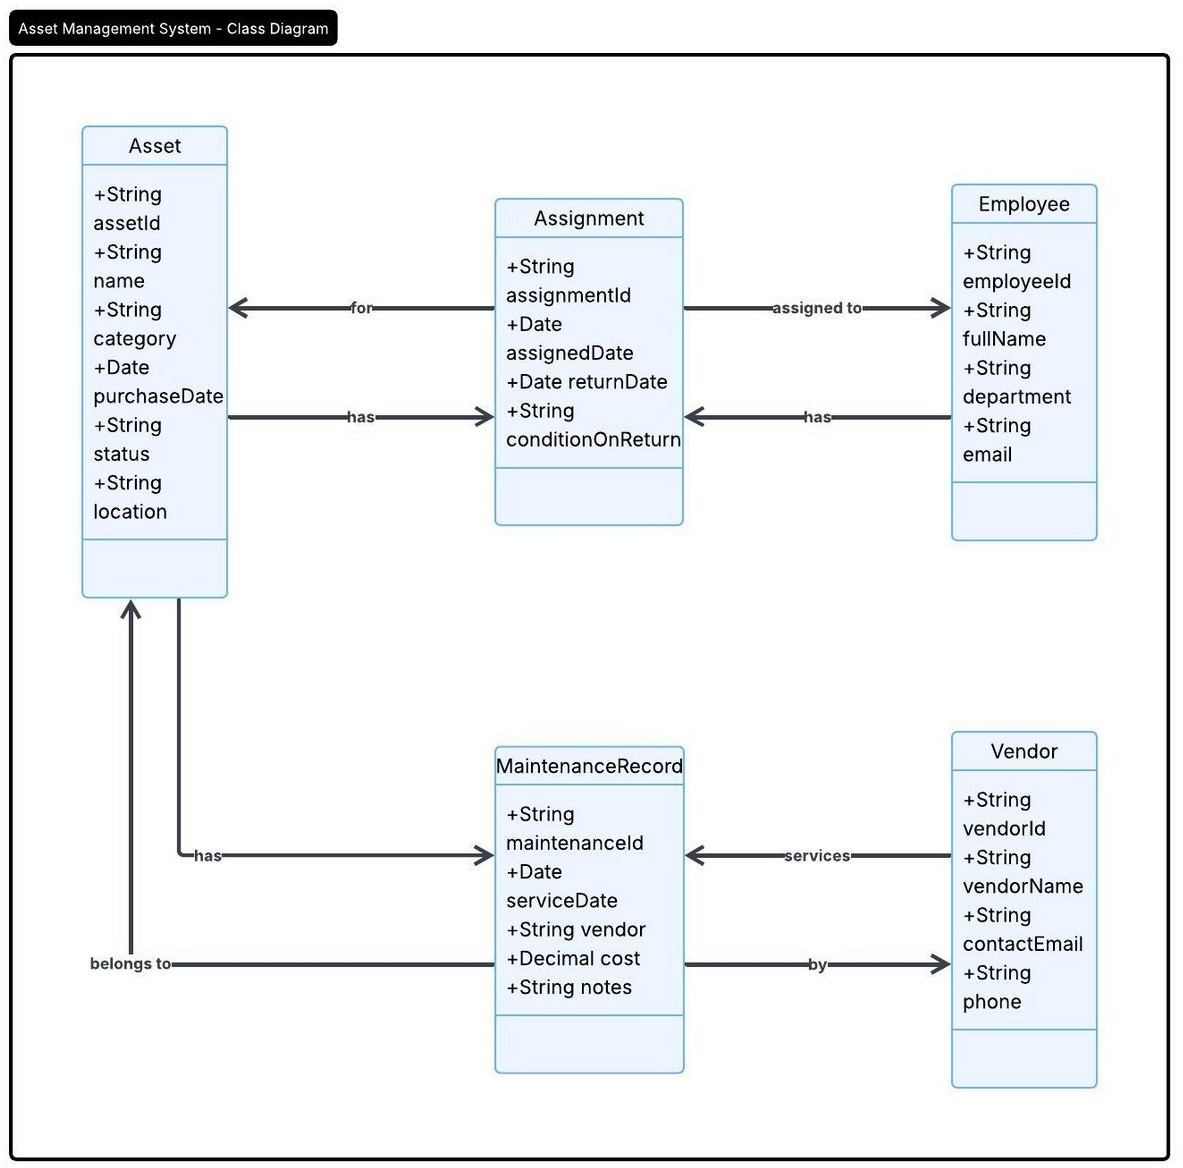 Asset Management System - Class Diagram
Asset
+String
assetId
+String
name
+String
category
+Date
purchaseDate
+String
status
+String
location
for
has
Assignment
+String
assignmentId
+Date
assignedDate
+Date returnDate
+String
conditionOnReturn
assigned to
has
Employee
+String
employeeId
+String
fullName
+String
department
+String
email
has
belongs to
MaintenanceRecord
+String
maintenanceId
+Date
serviceDate
+String vendor
+Decimal cost
+String notes
services
by
Vendor
+String
vendorId
+String
vendorName
+String
contactEmail
+String
phone